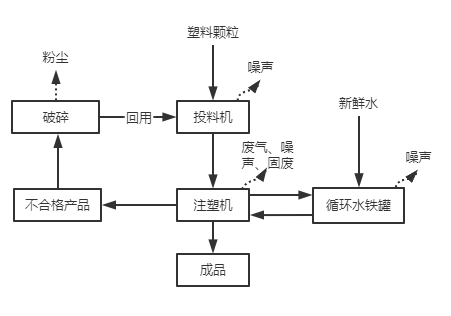 塑料颗粒
粉尘
噪声
破碎
回用
投料机
新鲜水
废气、噪
声、固废
噪声
不合格产品
注塑机
循环水铁罐
成品